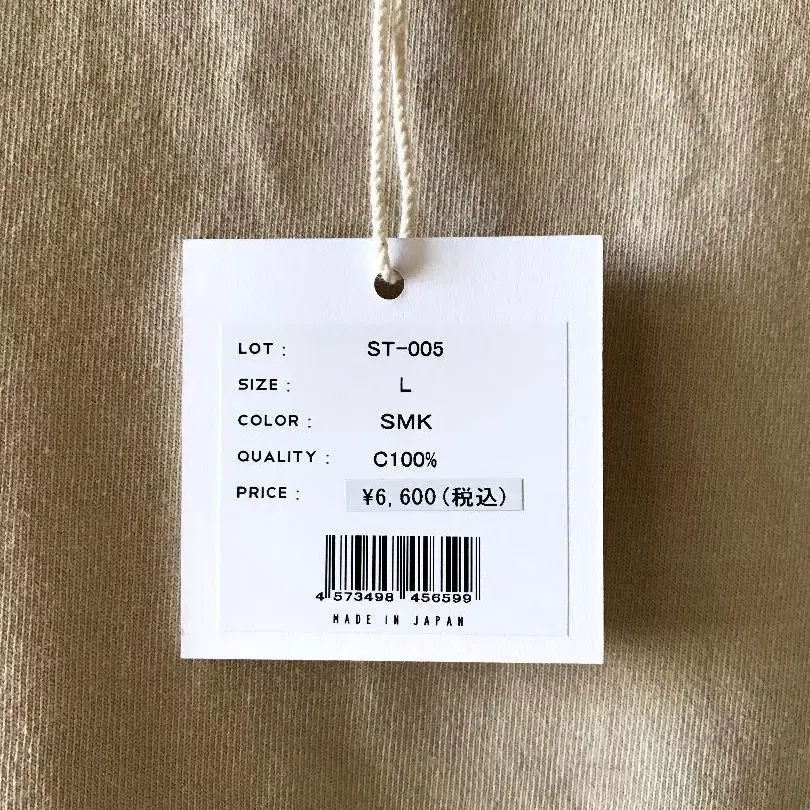 LOT : ST-005
SIZE : L
COLOR : SMK
QUALITY : C100%
PRICE : ¥6,600(税込)
4 573498 456599
MADE IN JAPAN